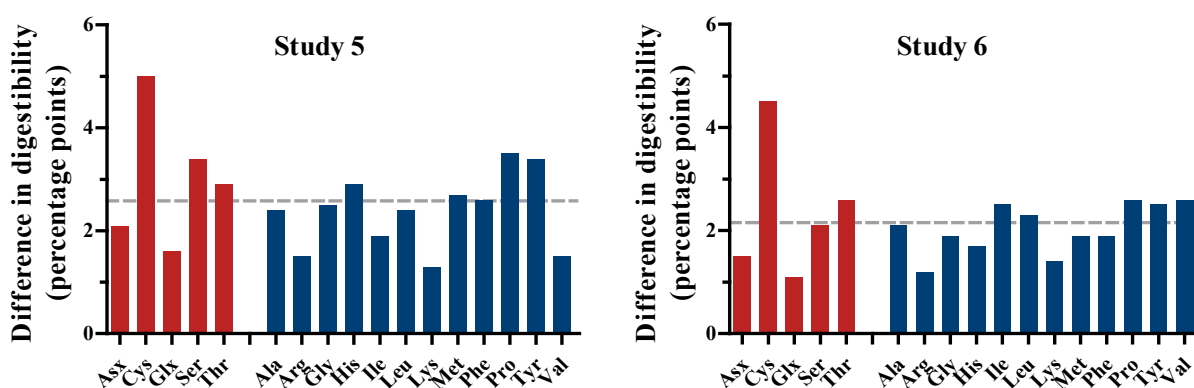 Difference in digestibility
(percentage points)
Study 5
6
4
2
0
Asx Cys Glx Ser Thr Ala Arg Gly His Ile Leu Lys Met Phe Pro Tyr Val
Difference in digestibility
(percentage points)
Study 6
6
4
2
0
Asx Cys Glx Ser Thr Ala Arg Gly His Ile Leu Lys Met Phe Pro Tyr Val